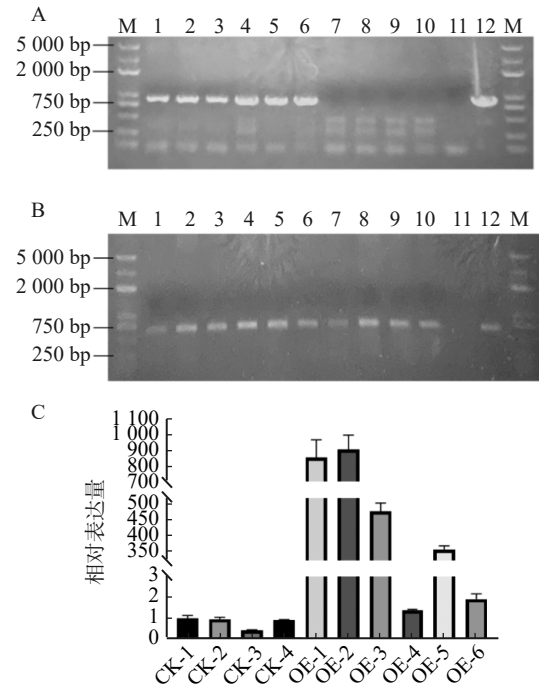 A
M 1 2 3 4 5 6 7 8 9 10 11 12 M
5 000 bp
2 000 bp
750 bp
250 bp
B
M 1 2 3 4 5 6 7 8 9 10 11 12 M
5 000 bp
2 000 bp
750 bp
250 bp
C
相对表达量
1 100
1 000
900
800
700
500
450
400
350
3
2
1
0
CK-1 CK-2 CK-3 CK-4 OE-1 OE-2 OE-3 OE-4 OE-5 OE-6